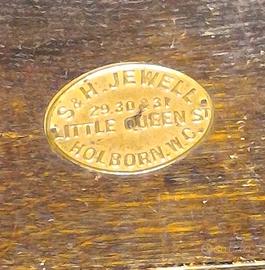 S & H. JEWELL
29.30 & 31
LITTLE QUEEN ST
HOLBORN. W.C.